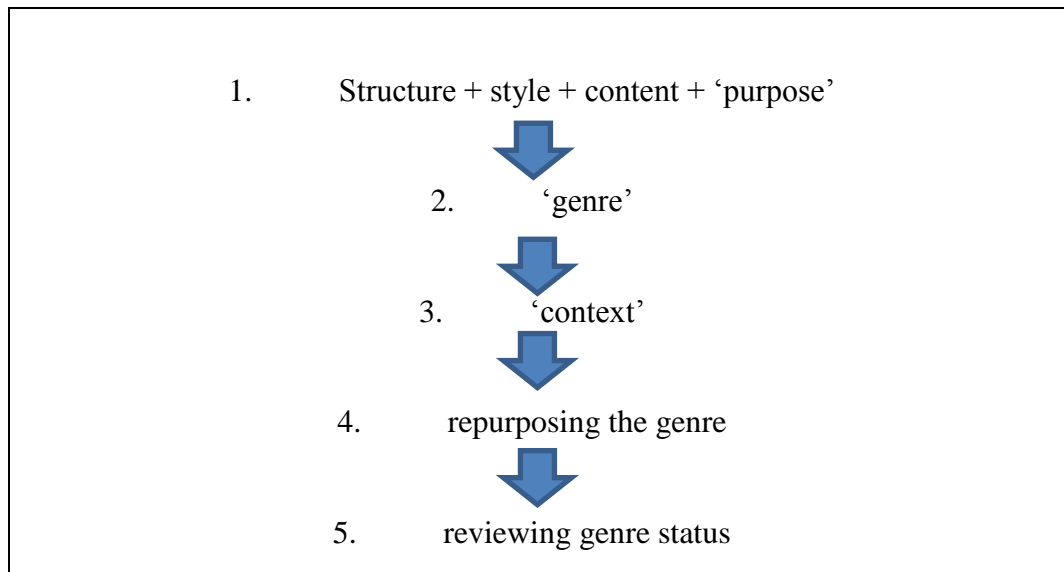 1. Structure + style + content + ‘purpose’
2. ‘genre’
3. ‘context’
4. repurposing the genre
5. reviewing genre status